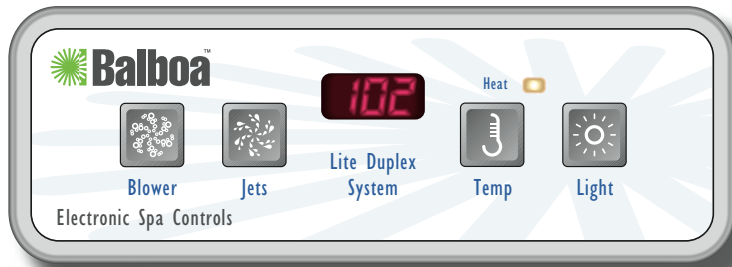 Balboa™
102
Heat
Blower
Jets
Lite Duplex
System
Temp
Light
Electronic Spa Controls